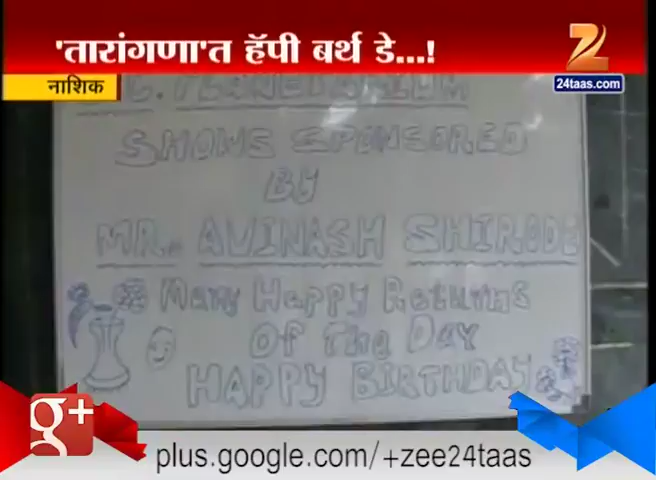 'तारांगणा'त हॅपी बर्थ डे...!
24taas.com
नाशिक
SHOWS SPONSORED
BY
MR. AVINASH SHIRODE
Many Happy Returns
Of The Day
HAPPY BIRTHDAY
g+
plus.google.com/+zee24taas